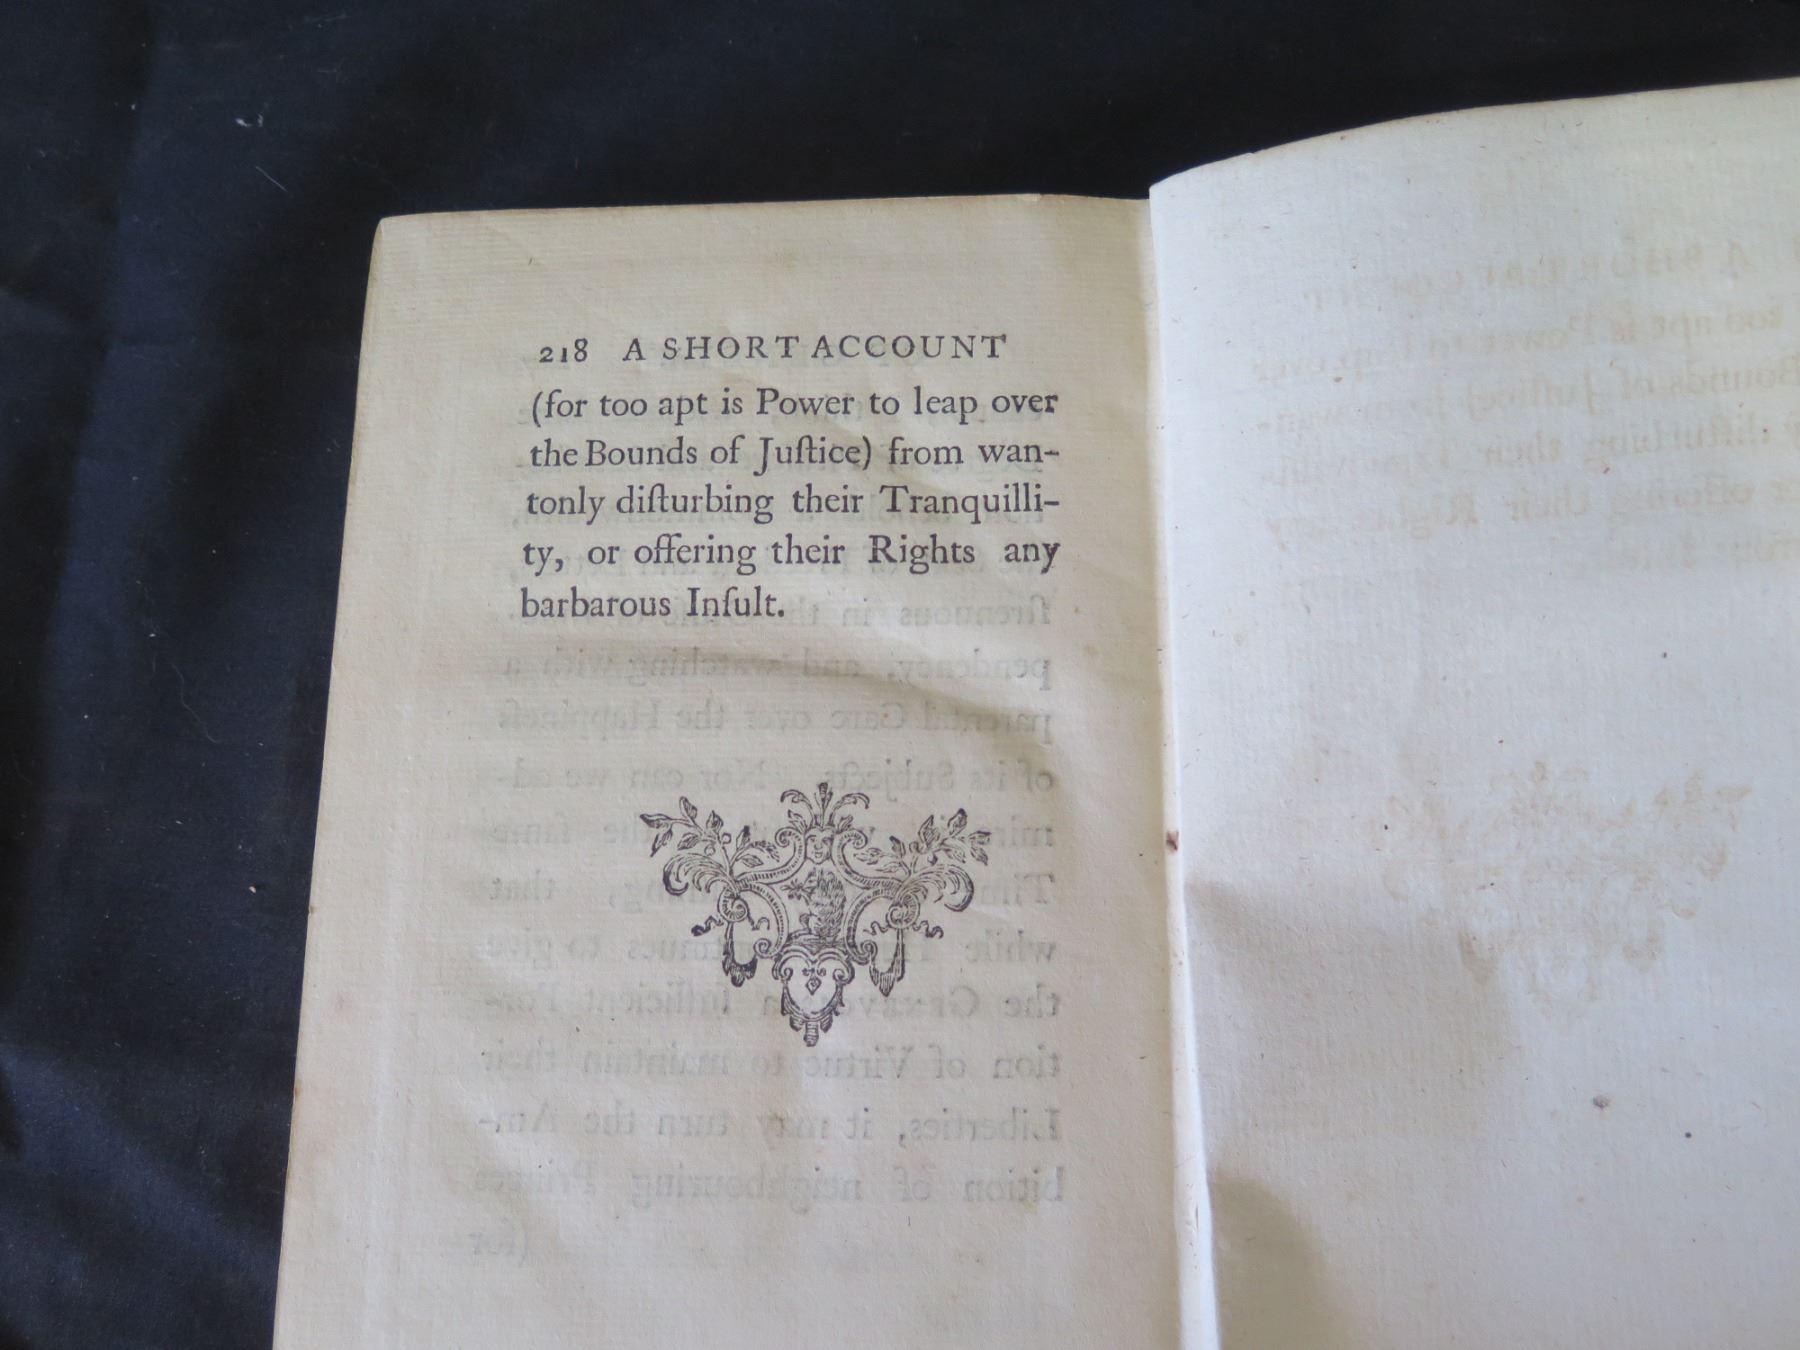 218 A SHORT ACCOUNT
(for too apt is Power to leap over
the Bounds of Juſtice) from wan-
tonly diſturbing their Tranquilli-
ty, or offering their Rights any
barbarous Inſult.